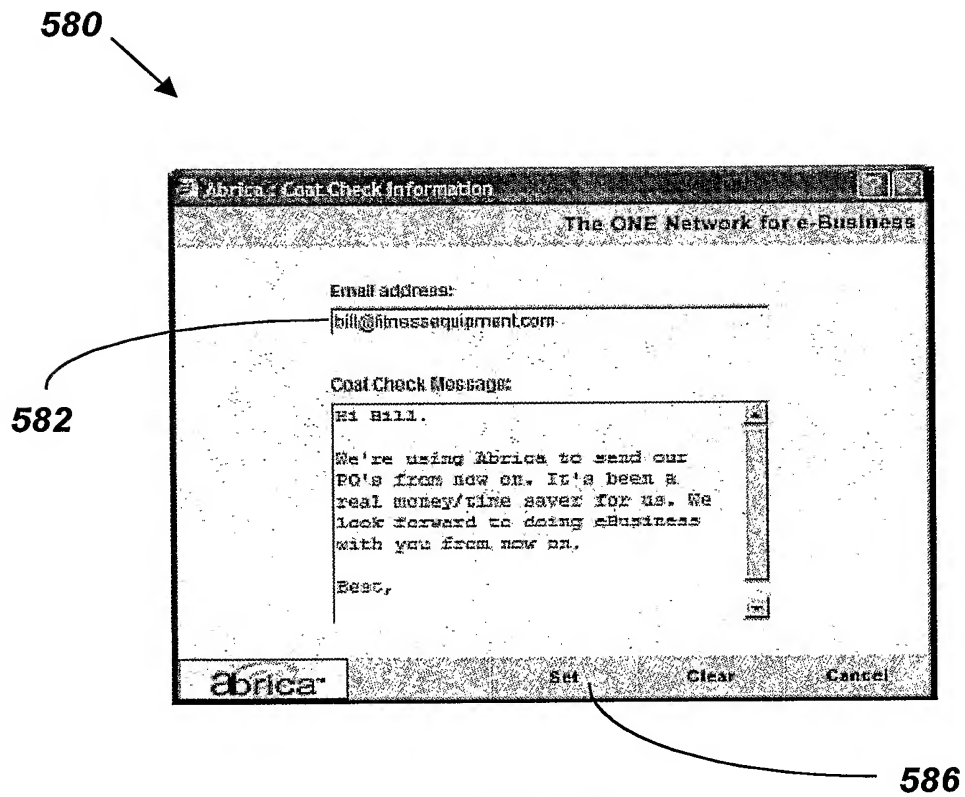 580
Abrica : Coat Check Information
The ONE Network for e-Business
Email address:
bill@fitnessequipment.com
582
Coat Check Message:
Hi Bill.
We're using Abrica to send our
PO's from now on. It's been a
real money/time saver for us. We
look forward to doing eBusiness
with you from now on.
Best,
abrica™
Set
Clear
Cancel
586